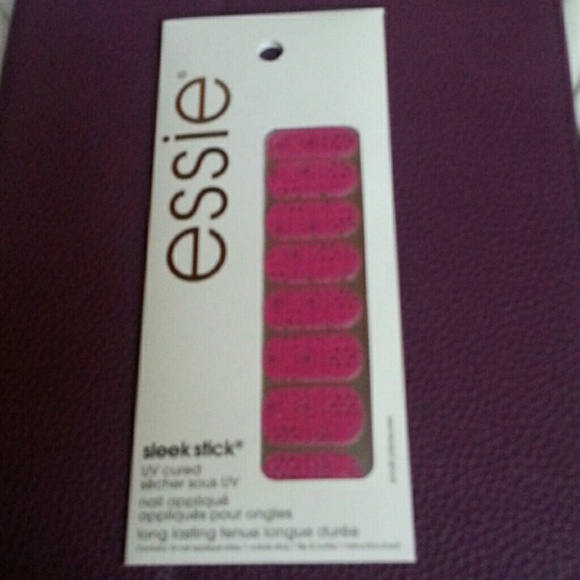 essie®
sleek stick®
UV cured
sécher sous UV
nail appliqué
appliqués pour ongles
long lasting tenue longue durée